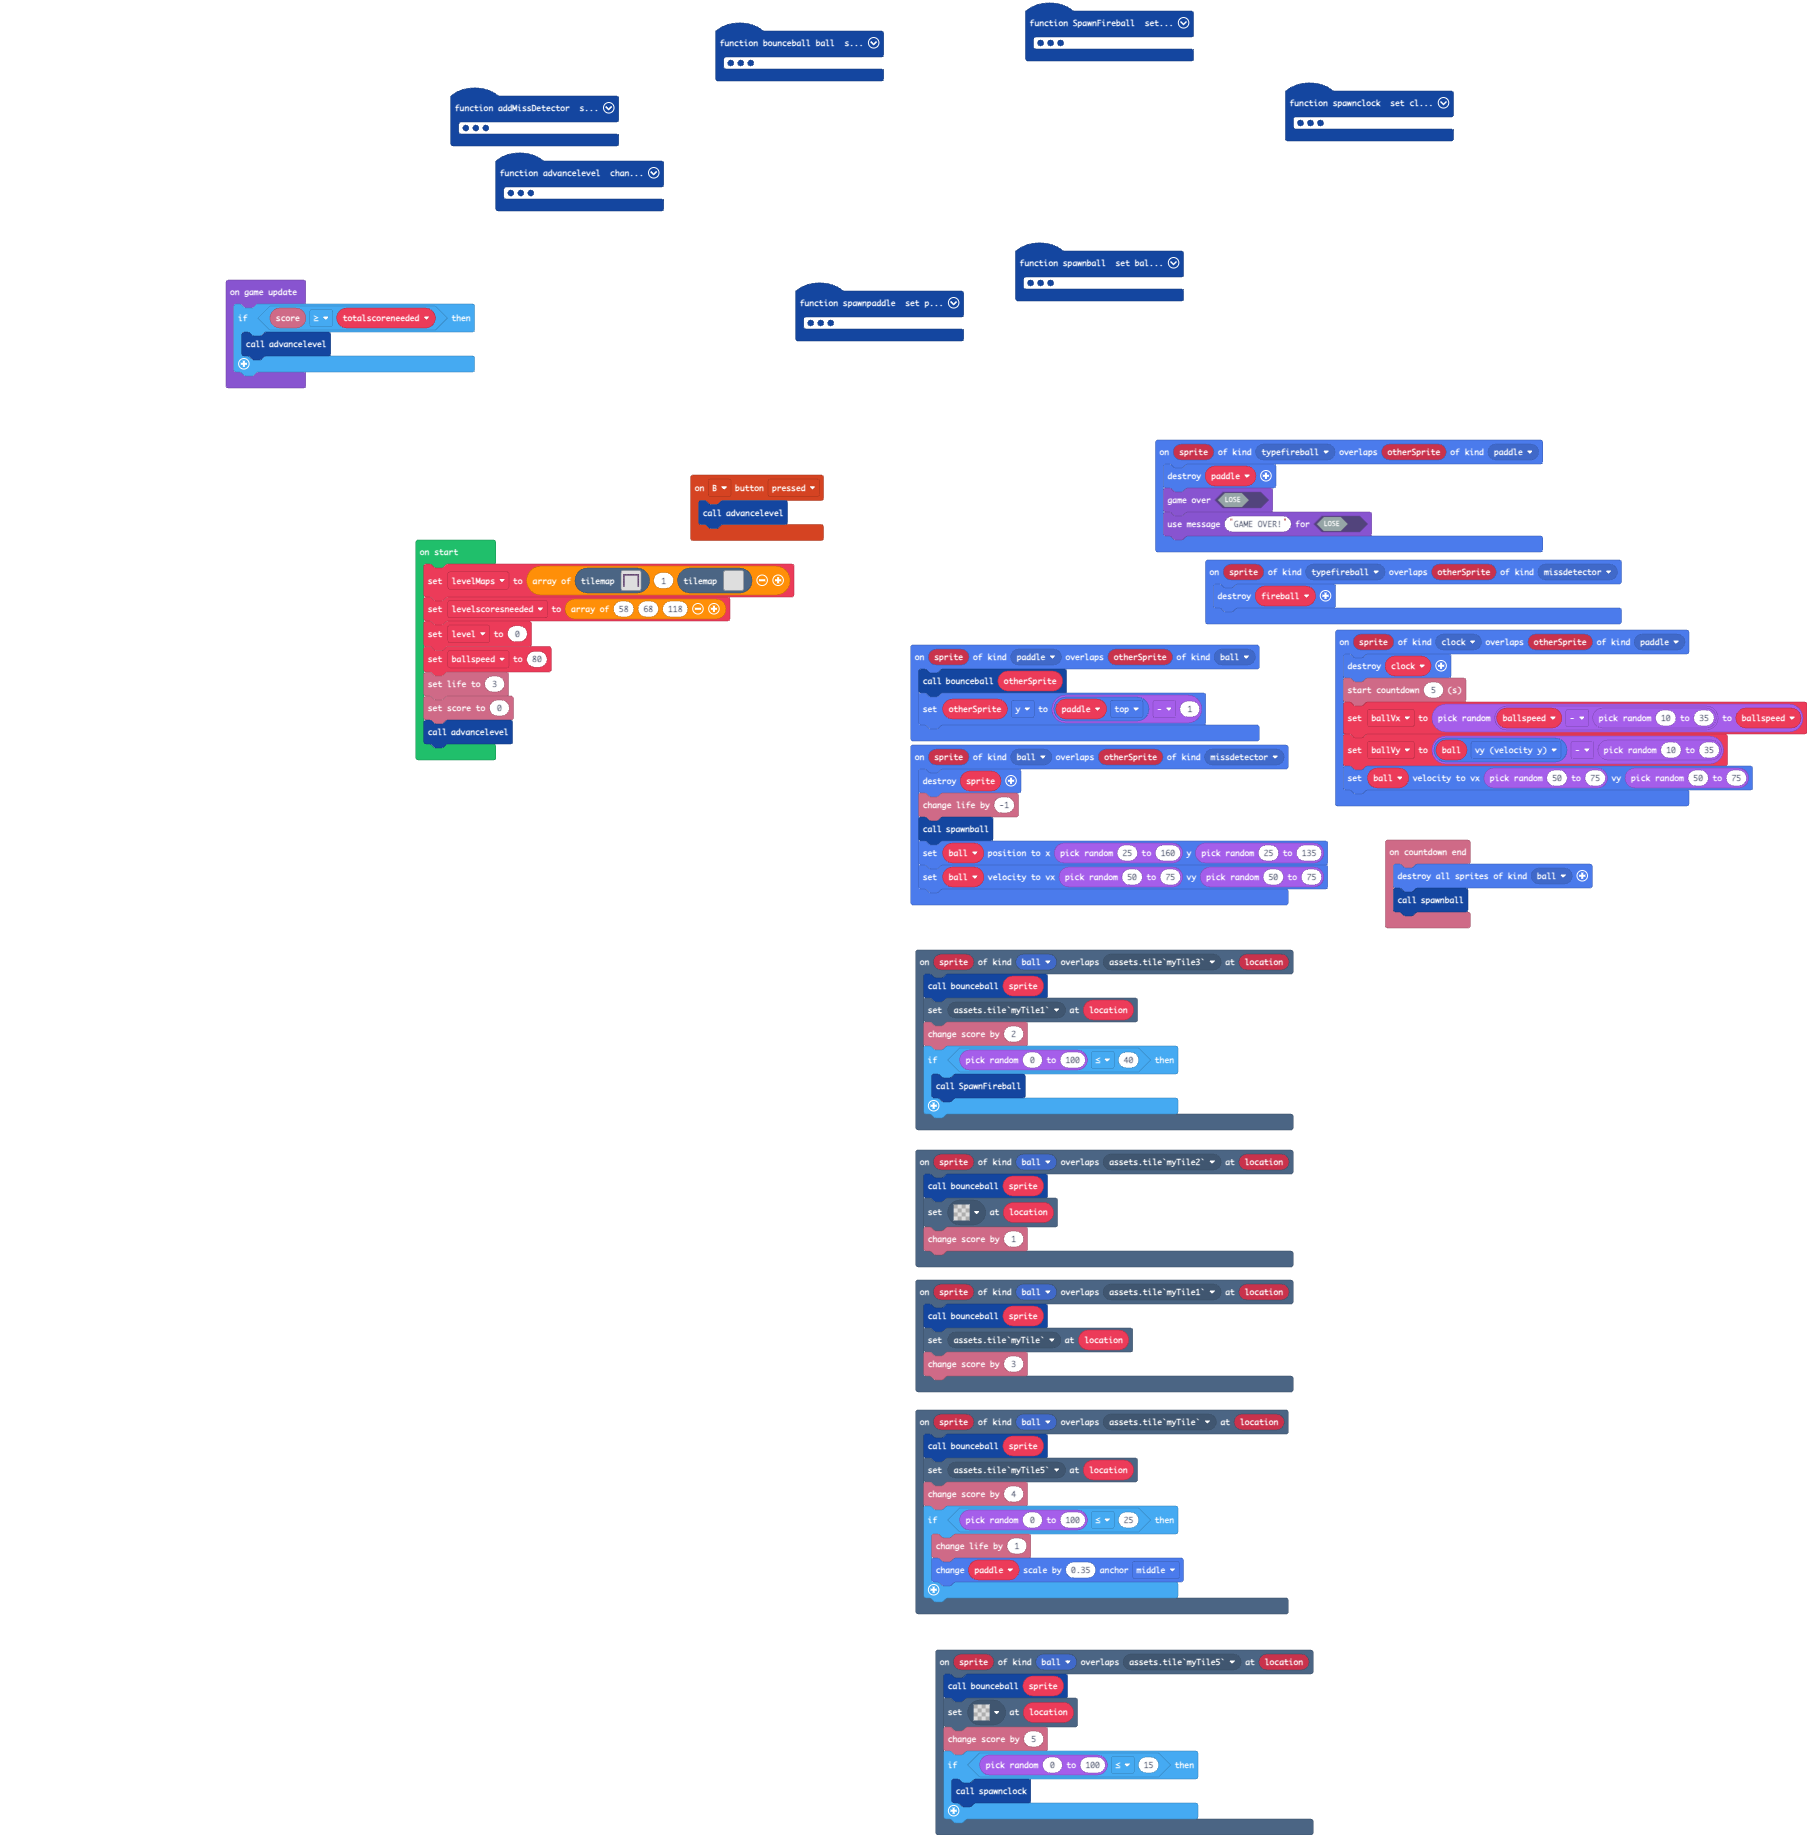 function SpawnFireball set...
function bounceball ball s...
function addMissDetector s...
function spawnclock set cl...
function advancelevel chan...
function spawnball set bal...
function spawnpaddle set p...
on game update
if score ≥ totalscoreneeded then
call advancelevel
on B button pressed
call advancelevel
on start
set levelMaps to array of tilemap 1 tilemap
set levelscoresneeded to array of 58 68 118
set level to 0
set ballspeed to 80
set life to 3
set score to 0
call advancelevel
on sprite of kind typefireball overlaps otherSprite of kind paddle
destroy paddle
game over LOSE
use message "GAME OVER!" for LOSE
on sprite of kind typefireball overlaps otherSprite of kind missdetector
destroy fireball
on sprite of kind clock overlaps otherSprite of kind paddle
destroy clock
start countdown 5 (s)
set ballVx to pick random ballspeed - pick random 10 to 35 to ballspeed
set ballVy to ball vy (velocity y) - pick random 10 to 35
set ball velocity to vx pick random 50 to 75 vy pick random 50 to 75
on sprite of kind paddle overlaps otherSprite of kind ball
call bounceball otherSprite
set otherSprite y to paddle top - 1
on sprite of kind ball overlaps otherSprite of kind missdetector
destroy sprite
change life by -1
call spawnball
set ball position to x pick random 25 to 160 y pick random 25 to 135
set ball velocity to vx pick random 50 to 75 vy pick random 50 to 75
on countdown end
destroy all sprites of kind ball
call spawnball
on sprite of kind ball overlaps assets.tile`myTile3` at location
call bounceball sprite
set assets.tile`myTile1` at location
change score by 2
if pick random 0 to 100 ≤ 40 then
call SpawnFireball
on sprite of kind ball overlaps assets.tile`myTile2` at location
call bounceball sprite
set at location
change score by 1
on sprite of kind ball overlaps assets.tile`myTile1` at location
call bounceball sprite
set assets.tile`myTile` at location
change score by 3
on sprite of kind ball overlaps assets.tile`myTile` at location
call bounceball sprite
set assets.tile`myTile5` at location
change score by 4
if pick random 0 to 100 ≤ 25 then
change life by 1
change paddle scale by 0.35 anchor middle
on sprite of kind ball overlaps assets.tile`myTile5` at location
call bounceball sprite
set at location
change score by 5
if pick random 0 to 100 ≤ 15 then
call spawnclock